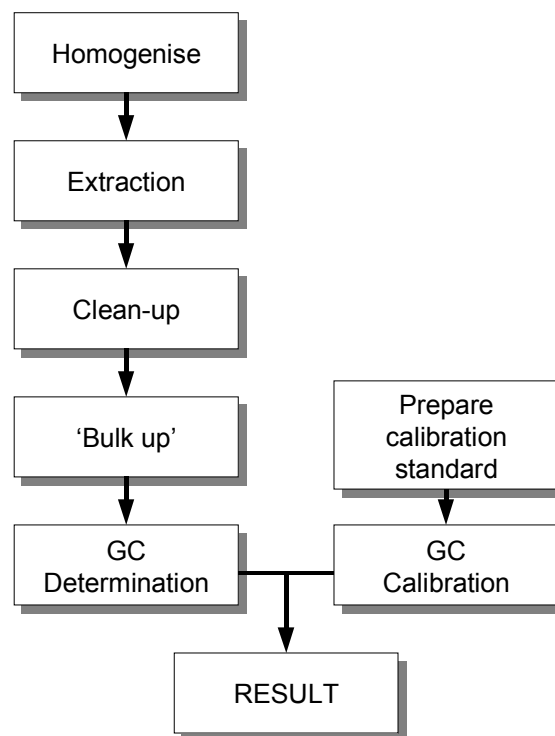 Homogenise
Extraction
Clean-up
‘Bulk up’
Prepare
calibration
standard
GC
Determination
GC
Calibration
RESULT